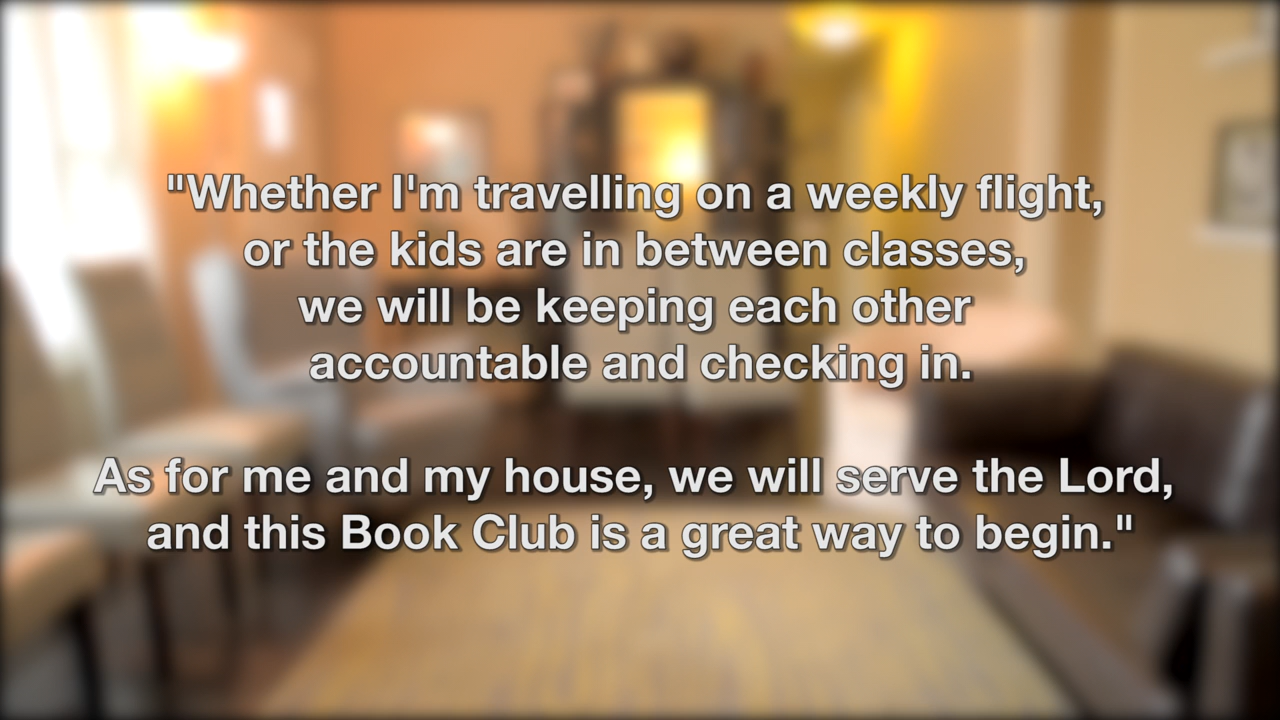 "Whether I'm travelling on a weekly flight,
or the kids are in between classes,
we will be keeping each other
accountable and checking in.
As for me and my house, we will serve the Lord,
and this Book Club is a great way to begin."